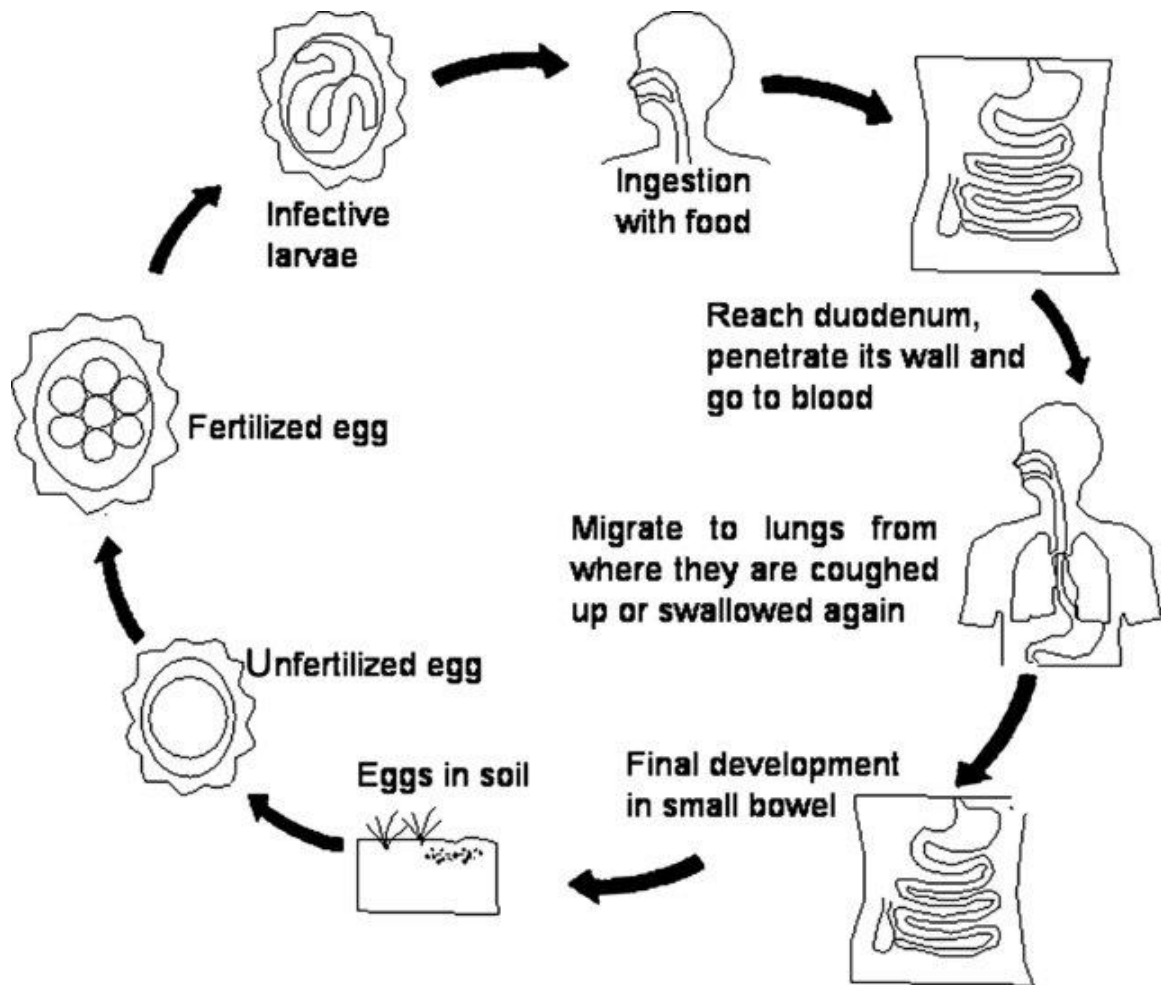 Infective
larvae
Ingestion
with food
Reach duodenum,
penetrate its wall and
go to blood
Migrate to lungs from
where they are coughed
up or swallowed again
Final development
in small bowel
Eggs in soil
Unfertilized egg
Fertilized egg